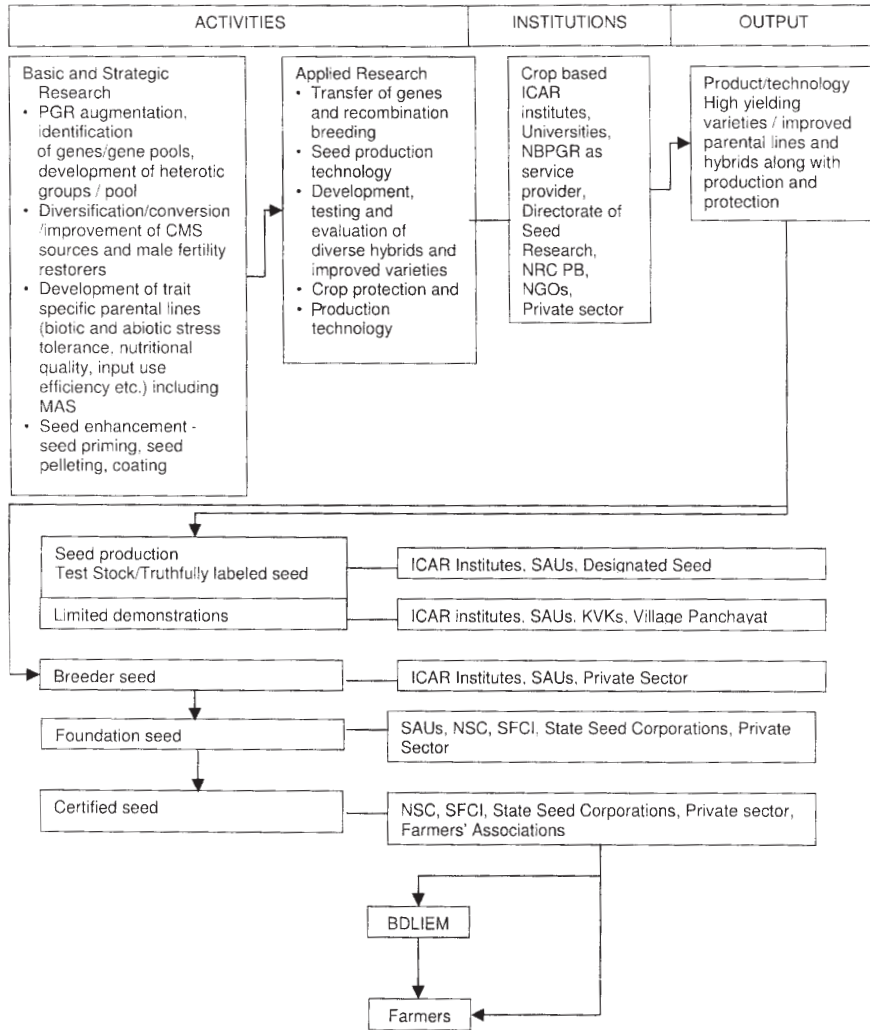 ACTIVITIES
INSTITUTIONS
OUTPUT
Basic and Strategic
Research
• PGR augmentation,
identification
of genes/gene pools,
development of heterotic
groups / pool
• Diversification/conversion
/improvement of CMS
sources and male fertility
restorers
• Development of trait
specific parental lines
(biotic and abiotic stress
tolerance, nutritional
quality, input use
efficiency etc.) including
MAS
• Seed enhancement -
seed priming, seed
pelleting, coating
Applied Research
• Transfer of genes
and recombination
breeding
• Seed production
technology
• Development,
testing and
evaluation of
diverse hybrids and
improved varieties
• Crop protection and
• Production
technology
Crop based
ICAR
institutes,
Universities,
NBPGR as
service
provider,
Directorate of
Seed
Research,
NRC PB,
NGOs,
Private sector
Product/technology
High yielding
varieties / improved
parental lines and
hybrids along with
production and
protection
Seed production
Test Stock/Truthfully labeled seed
ICAR Institutes, SAUs, Designated Seed
Limited demonstrations
ICAR institutes, SAUs, KVKs, Village Panchayat
Breeder seed
ICAR Institutes, SAUs, Private Sector
Foundation seed
SAUs, NSC, SFCI, State Seed Corporations, Private
Sector
Certified seed
NSC, SFCI, State Seed Corporations, Private sector,
Farmers' Associations
BDLIEM
Farmers